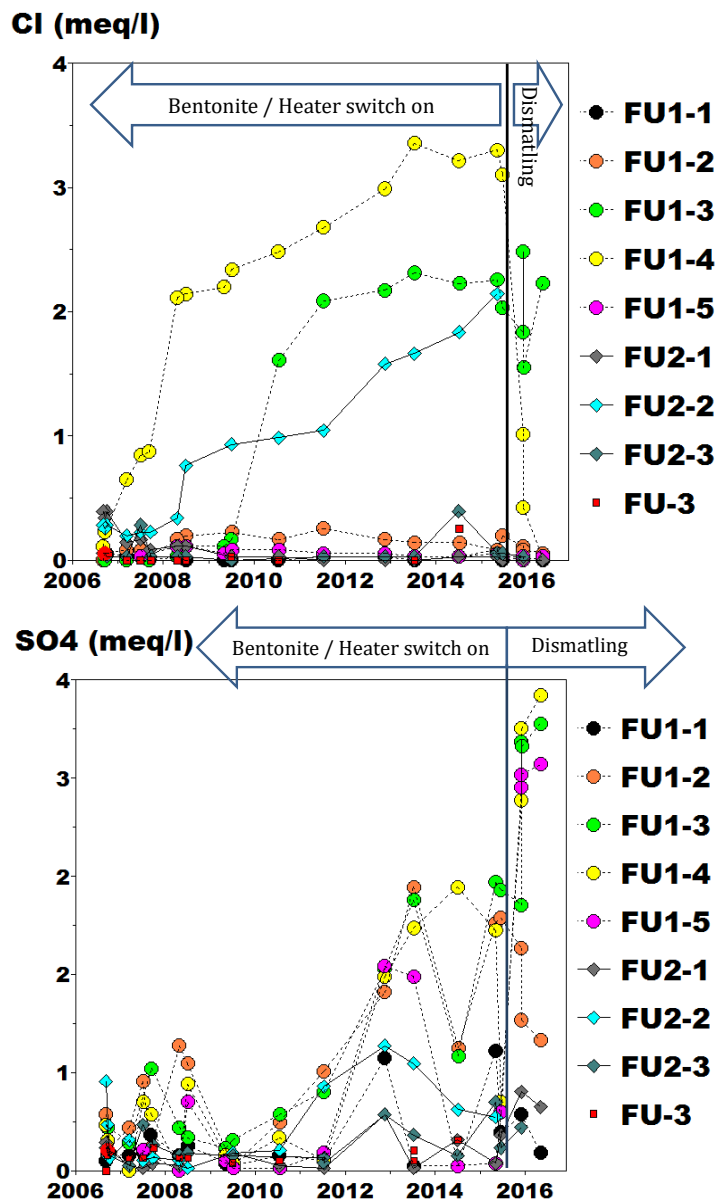 Cl (meq/l)
4
Bentonite / Heater switch on
Dismatling
3
2
1
0
2006 2008 2010 2012 2014 2016
FU1-1
FU1-2
FU1-3
FU1-4
FU1-5
FU2-1
FU2-2
FU2-3
FU-3
SO4 (meq/l)
Bentonite / Heater switch on
Dismatling
4
3
2
2
1
0
2006 2008 2010 2012 2014 2016
FU1-1
FU1-2
FU1-3
FU1-4
FU1-5
FU2-1
FU2-2
FU2-3
FU-3